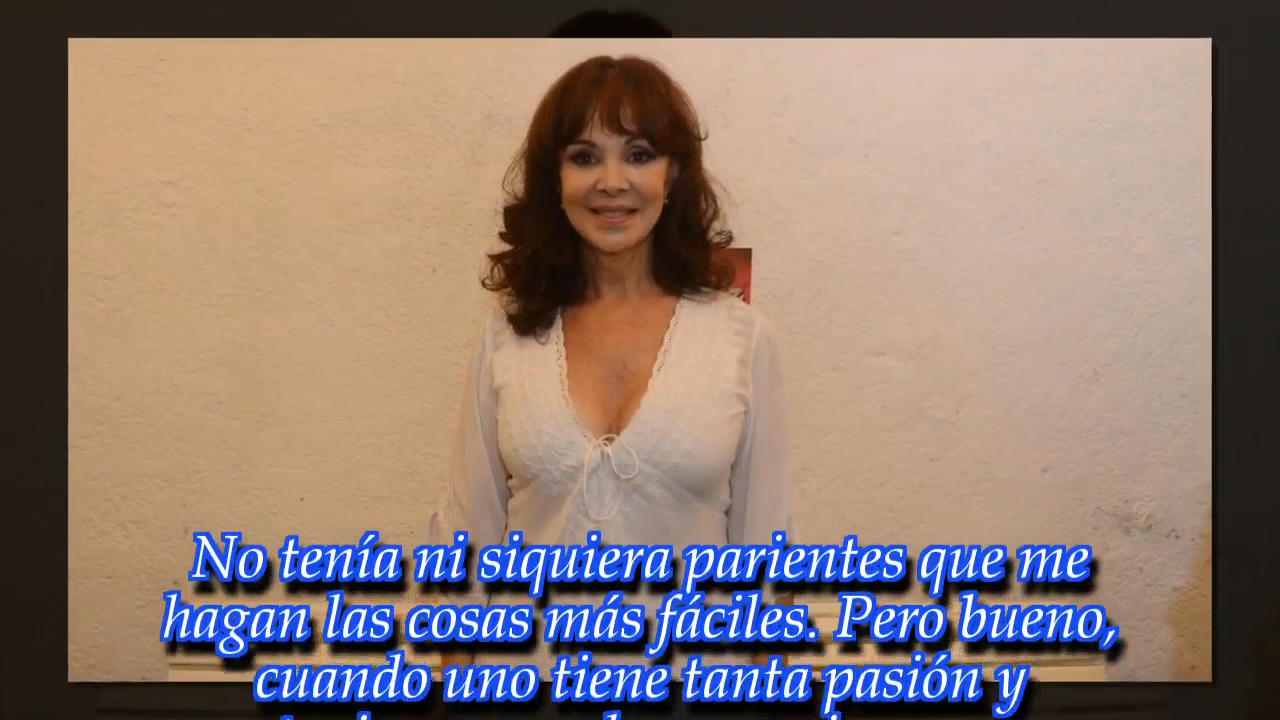 No tenía ni siquiera parientes que me
hagan las cosas más fáciles. Pero bueno,
cuando uno tiene tanta pasión y